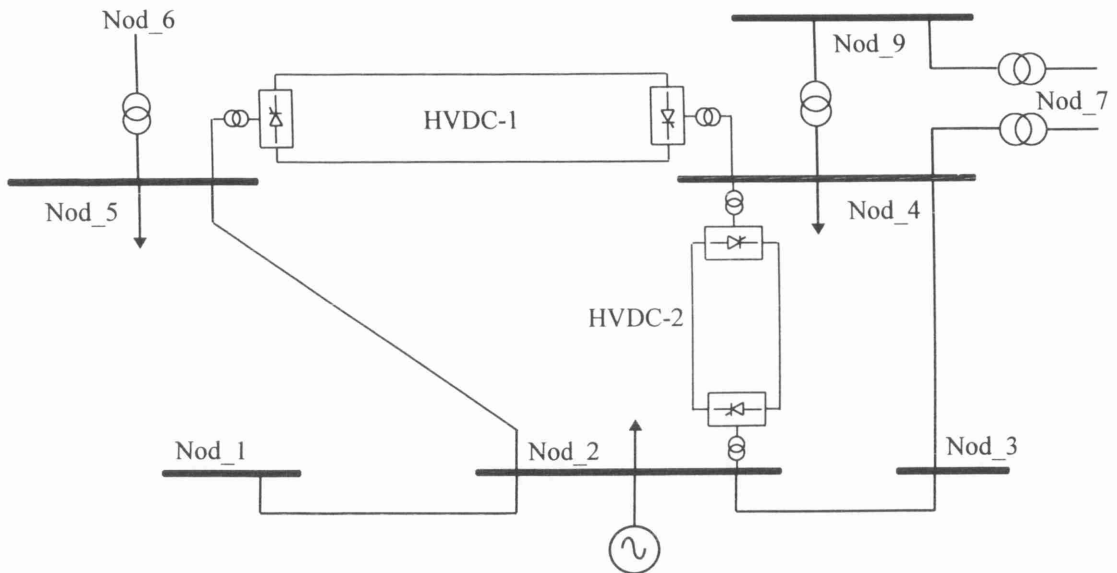 Nod_6
Nod_9
Nod_7
HVDC-1
Nod_5
Nod_4
HVDC-2
Nod_1
Nod_2
Nod_3